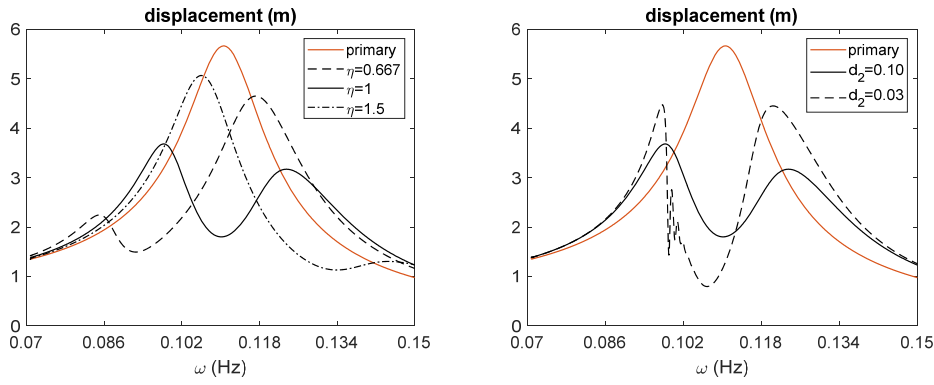 displacement (m)
6
5
4
3
2
1
0
0.07 0.086 0.102 0.118 0.134 0.15
ω (Hz)
primary
η=0.667
η=1
η=1.5
displacement (m)
6
5
4
3
2
1
0
0.07 0.086 0.102 0.118 0.134 0.15
ω (Hz)
primary
d₂=0.10
d₂=0.03